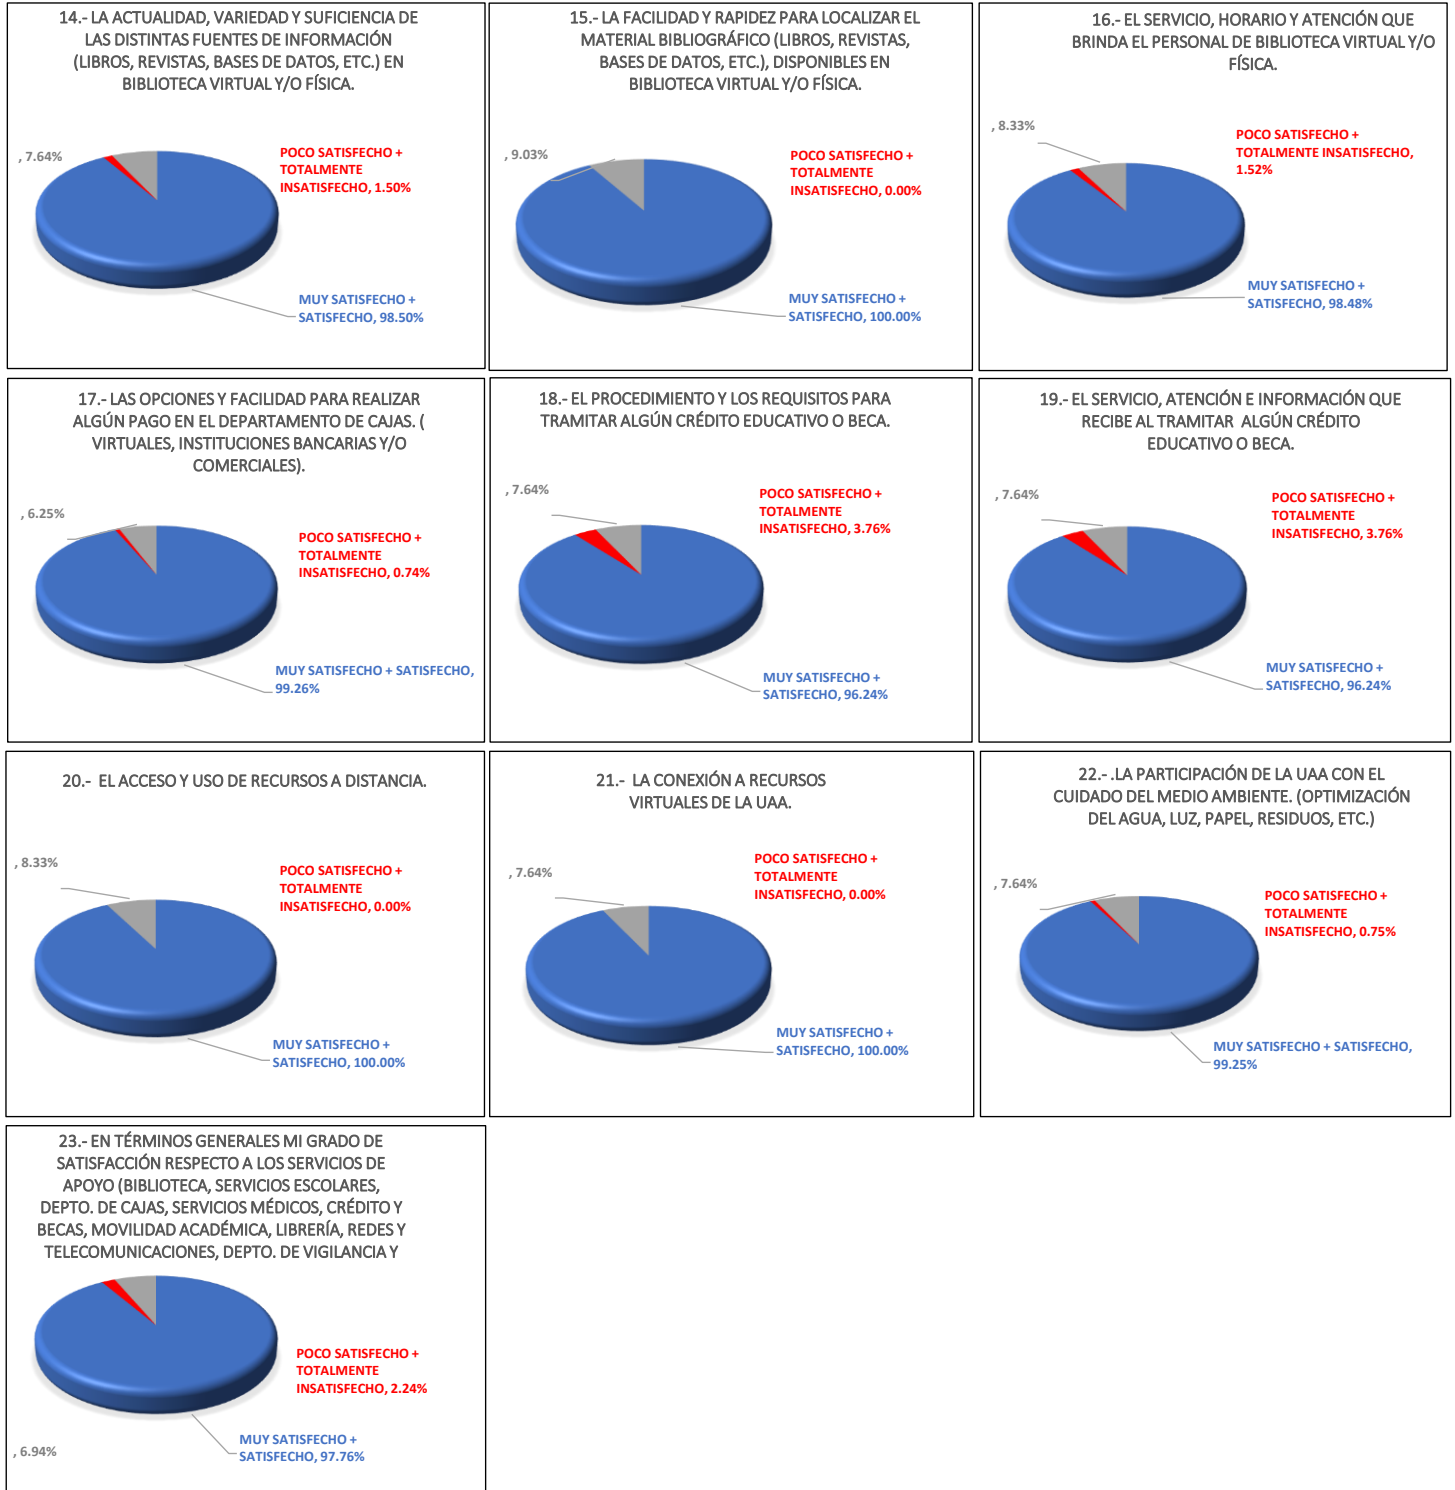 14.- LA ACTUALIDAD, VARIEDAD Y SUFICIENCIA DE
LAS DISTINTAS FUENTES DE INFORMACIÓN
(LIBROS, REVISTAS, BASES DE DATOS, ETC.) EN
BIBLIOTECA VIRTUAL Y/O FÍSICA.
, 7.64%
POCO SATISFECHO +
TOTALMENTE
INSATISFECHO, 1.50%
MUY SATISFECHO +
SATISFECHO, 98.50%
15.- LA FACILIDAD Y RAPIDEZ PARA LOCALIZAR EL
MATERIAL BIBLIOGRÁFICO (LIBROS, REVISTAS,
BASES DE DATOS, ETC.), DISPONIBLES EN
BIBLIOTECA VIRTUAL Y/O FÍSICA.
, 9.03%
POCO SATISFECHO +
TOTALMENTE
INSATISFECHO, 0.00%
MUY SATISFECHO +
SATISFECHO, 100.00%
16.- EL SERVICIO, HORARIO Y ATENCIÓN QUE
BRINDA EL PERSONAL DE BIBLIOTECA VIRTUAL Y/O
FÍSICA.
, 8.33%
POCO SATISFECHO +
TOTALMENTE INSATISFECHO,
1.52%
MUY SATISFECHO +
SATISFECHO, 98.48%
17.- LAS OPCIONES Y FACILIDAD PARA REALIZAR
ALGÚN PAGO EN EL DEPARTAMENTO DE CAJAS. (
VIRTUALES, INSTITUCIONES BANCARIAS Y/O
COMERCIALES).
, 6.25%
POCO SATISFECHO +
TOTALMENTE
INSATISFECHO, 0.74%
MUY SATISFECHO + SATISFECHO,
99.26%
18.- EL PROCEDIMIENTO Y LOS REQUISITOS PARA
TRAMITAR ALGÚN CRÉDITO EDUCATIVO O BECA.
, 7.64%
POCO SATISFECHO +
TOTALMENTE
INSATISFECHO, 3.76%
MUY SATISFECHO +
SATISFECHO, 96.24%
19.- EL SERVICIO, ATENCIÓN E INFORMACIÓN QUE
RECIBE AL TRAMITAR ALGÚN CRÉDITO
EDUCATIVO O BECA.
, 7.64%
POCO SATISFECHO +
TOTALMENTE
INSATISFECHO, 3.76%
MUY SATISFECHO +
SATISFECHO, 96.24%
20.- EL ACCESO Y USO DE RECURSOS A DISTANCIA.
, 8.33%
POCO SATISFECHO +
TOTALMENTE
INSATISFECHO, 0.00%
MUY SATISFECHO +
SATISFECHO, 100.00%
21.- LA CONEXIÓN A RECURSOS
VIRTUALES DE LA UAA.
, 7.64%
POCO SATISFECHO +
TOTALMENTE
INSATISFECHO, 0.00%
MUY SATISFECHO +
SATISFECHO, 100.00%
22.- .LA PARTICIPACIÓN DE LA UAA CON EL
CUIDADO DEL MEDIO AMBIENTE. (OPTIMIZACIÓN
DEL AGUA, LUZ, PAPEL, RESIDUOS, ETC.)
, 7.64%
POCO SATISFECHO +
TOTALMENTE
INSATISFECHO, 0.75%
MUY SATISFECHO + SATISFECHO,
99.25%
23.- EN TÉRMINOS GENERALES MI GRADO DE
SATISFACCIÓN RESPECTO A LOS SERVICIOS DE
APOYO (BIBLIOTECA, SERVICIOS ESCOLARES,
DEPTO. DE CAJAS, SERVICIOS MÉDICOS, CRÉDITO Y
BECAS, MOVILIDAD ACADÉMICA, LIBRERÍA, REDES Y
TELECOMUNICACIONES, DEPTO. DE VIGILANCIA Y
POCO SATISFECHO +
TOTALMENTE
INSATISFECHO, 2.24%
MUY SATISFECHO +
SATISFECHO, 97.76%
, 6.94%